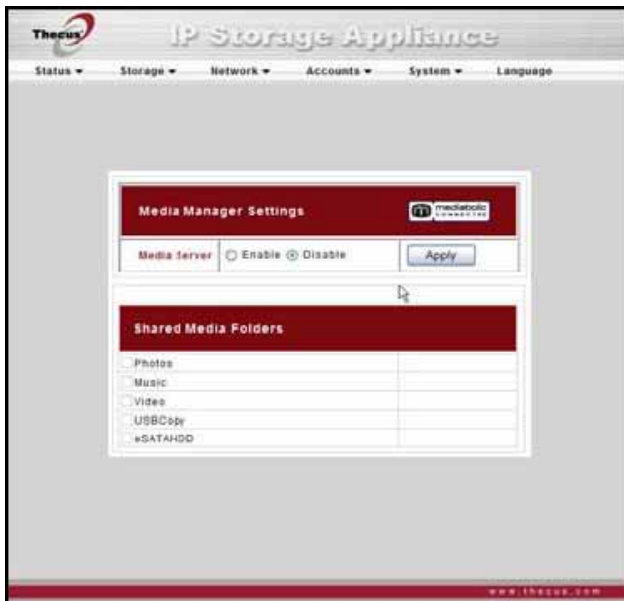 Thecus
IP Storage Appliance
Status Storage Network Accounts System Language
Media Manager Settings
mediabolic
CONNECTED
Media Server Enable Disable Apply
Shared Media Folders
Photos
Music
Video
USBCopy
eSATAHDD
www.thecus.com